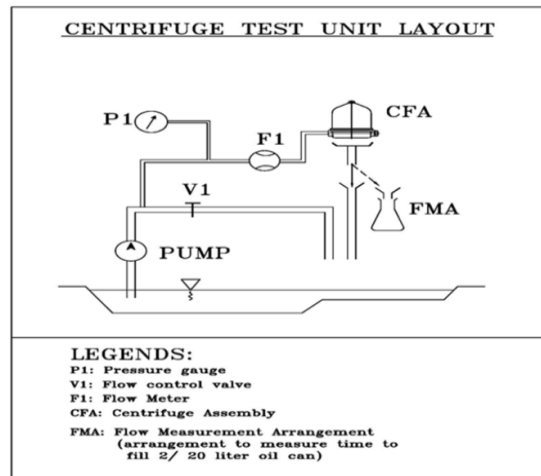 CENTRIFUGE TEST UNIT LAYOUT
P1
CFA
F1
V1
FMA
PUMP
LEGENDS:
P1: Pressure gauge
V1: Flow control valve
F1: Flow Meter
CFA: Centrifuge Assembly
FMA: Flow Measurement Arrangement
(arrangement to measure time to
fill 2/ 20 liter oil can)